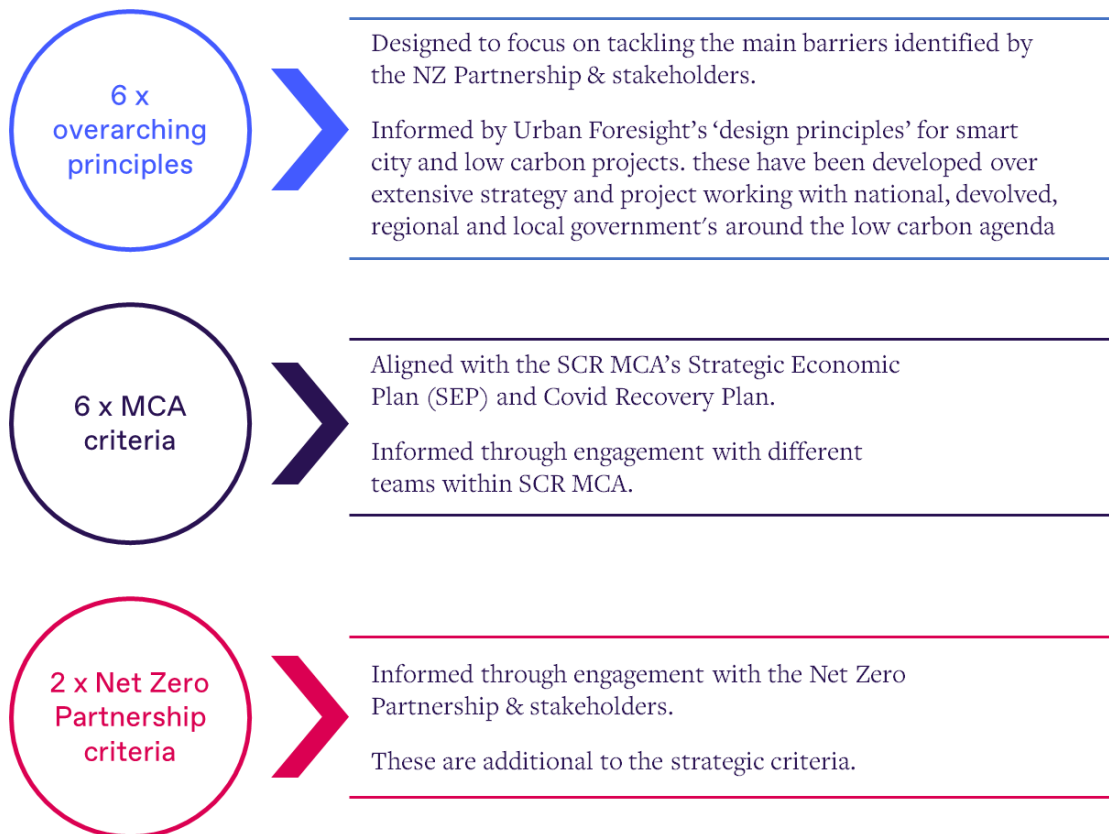 6 x
overarching
principles
Designed to focus on tackling the main barriers identified by
the NZ Partnership & stakeholders.
Informed by Urban Foresight's ‘design principles’ for smart
city and low carbon projects. these have been developed over
extensive strategy and project working with national, devolved,
regional and local government's around the low carbon agenda
6 x MCA
criteria
Aligned with the SCR MCA’s Strategic Economic
Plan (SEP) and Covid Recovery Plan.
Informed through engagement with different
teams within SCR MCA.
2 x Net Zero
Partnership
criteria
Informed through engagement with the Net Zero
Partnership & stakeholders.
These are additional to the strategic criteria.